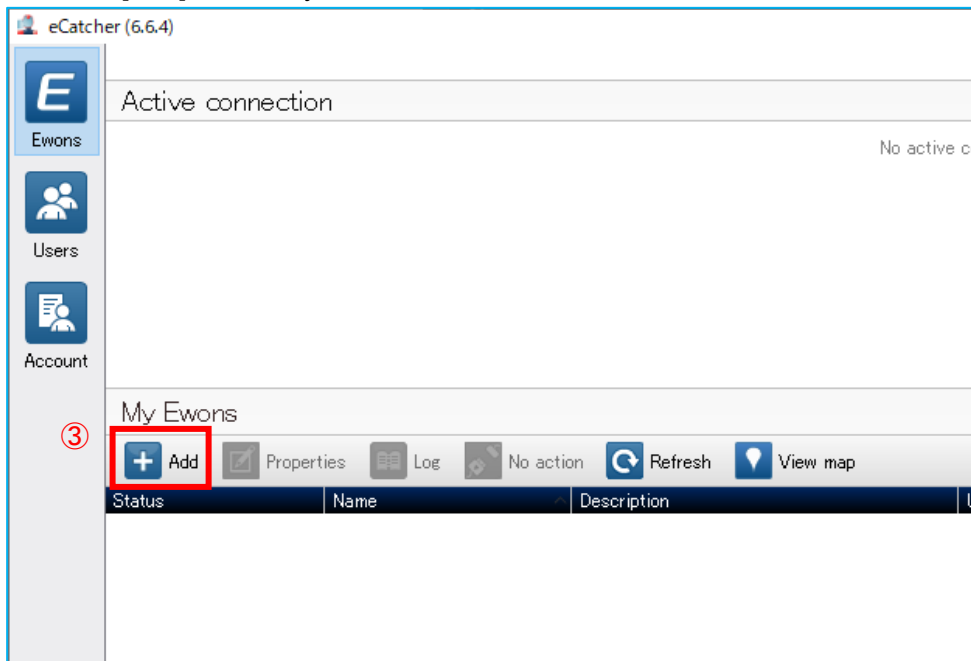 eCatcher (6.6.4)
E
Ewons
Users
Account
Active connection
No active c
③
My Ewons
Add Properties Log No action Refresh View map
Status Name Description